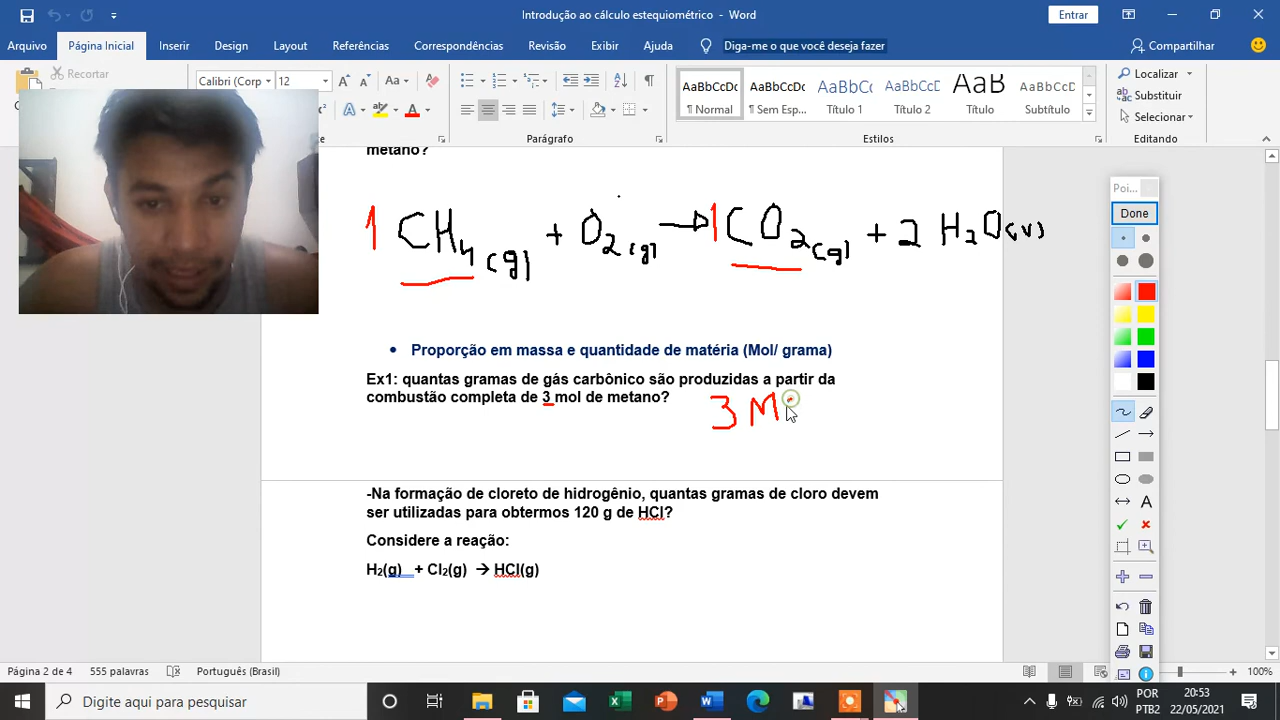 Introdução ao cálculo estequiométrico - Word
Entrar
Arquivo
Página Inicial
Inserir
Design
Layout
Referências
Correspondências
Revisão
Exibir
Ajuda
Diga-me o que você deseja fazer
Compartilhar
Recortar
Calibri (Corp
12
Aa
AaBbCcDc
AaBbCcDc
AaBbCc
AaBbCcC
AaB
AaBbCcD
¶ Normal
¶ Sem Esp...
Título 1
Título 2
Título
Subtítulo
Localizar
Substituir
Selecionar
Parágrafo
Estilos
Editando
metano?
1 CH4(g) + O2(g) → 1 CO2(g) + 2 H2O(v)
• Proporção em massa e quantidade de matéria (Mol/ grama)
Ex1: quantas gramas de gás carbônico são produzidas a partir da
combustão completa de 3 mol de metano?
3 M
-Na formação de cloreto de hidrogênio, quantas gramas de cloro devem
ser utilizadas para obtermos 120 g de HCl?
Considere a reação:
H₂(g) + Cl₂(g) → HCl(g)
Poi...
Done
A
Página 2 de 4
555 palavras
Português (Brasil)
100%
Digite aqui para pesquisar
POR
PTB2
20:53
22/05/2021